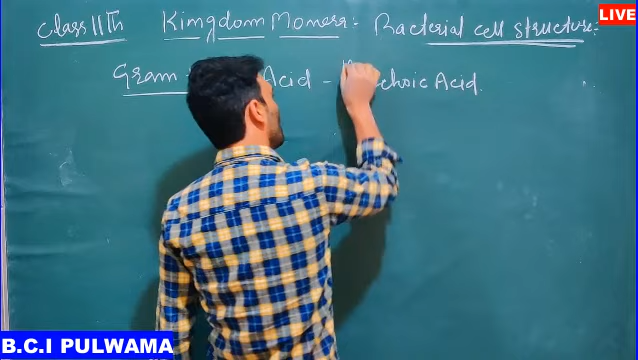 LIVE
Class 11Th Kingdom Monera:- Bacterial cell structure:-
Gram Acid - choic Acid.
B.C.I PULWAMA